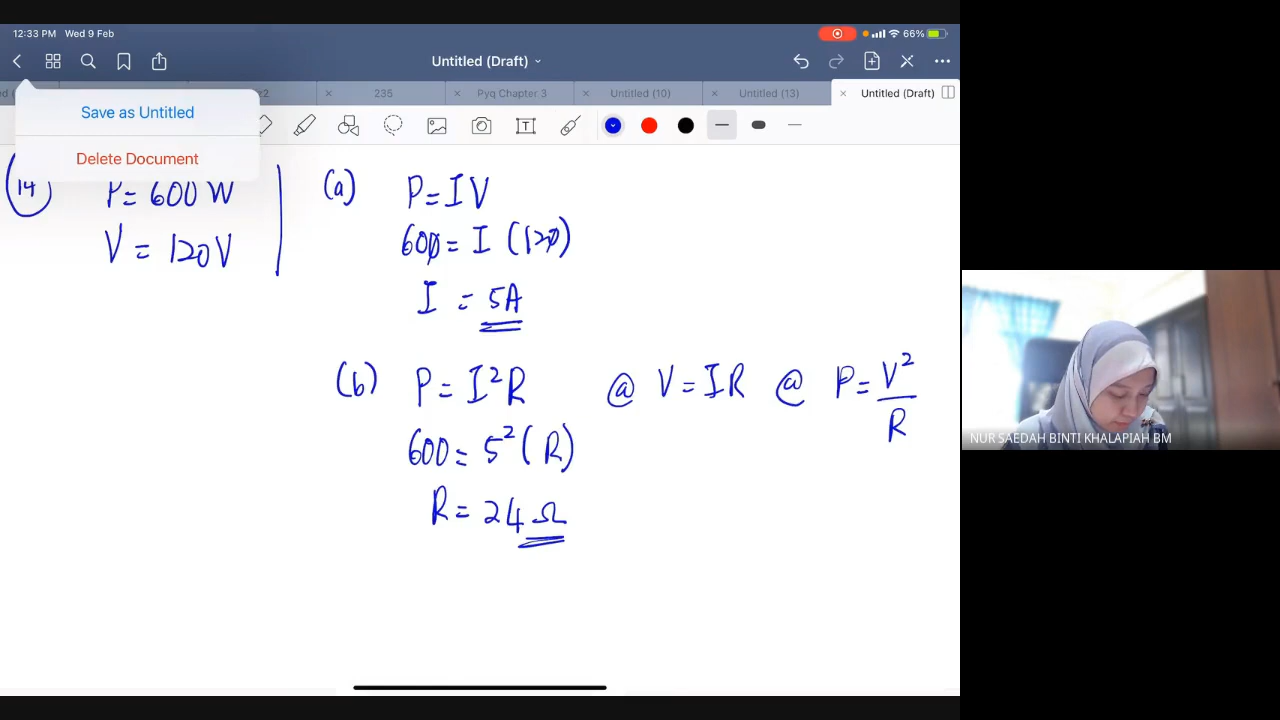 12:33 PM Wed 9 Feb
66%
Untitled (Draft)
2
235
Pyq Chapter 3
Untitled (10)
Untitled (13)
Untitled (Draft)
Save as Untitled
Delete Document
14
P = 600 W
V = 120V
(a) P = IV
600 = I (120)
I = 5A
(b) P = I²R @ V = IR @ P = V²/R
600 = 5² (R)
R = 24 Ω
NUR SAEDAH BINTI KHALAPIAH BM